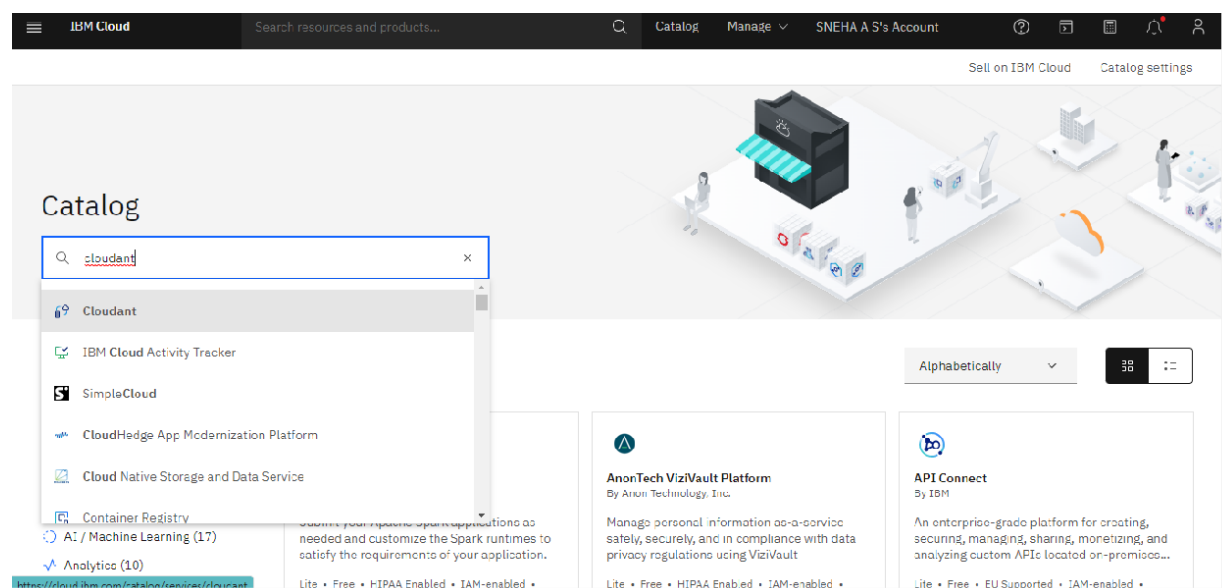 IBM Cloud
Search resources and products...
Catalog
Manage
SNEHA A S's Account
Sell on IBM Cloud
Catalog settings
Catalog
cloudant
Cloudant
IBM Cloud Activity Tracker
SimpleCloud
CloudHedge App Modernization Platform
Cloud Native Storage and Data Service
Container Registry
AI / Machine Learning (17)
Analytics (10)
https://cloud.ibm.com/catalog/services/cloudant
Alphabetically
Submit your Apache Spark applications as
needed and customize the Spark runtimes to
satisfy the requirements of your application.
Lite • Free • HIPAA Enabled • IAM-enabled •
AnonTech ViziVault Platform
By Anon Technology, Inc.
Manage personal information as-a-service
safely, securely, and in compliance with data
privacy regulations using ViziVault
Lite • Free • HIPAA Enabled • IAM-enabled •
API Connect
By IBM
An enterprise-grade platform for creating,
securing, managing, sharing, monetizing, and
analyzing custom APIs located on-premises...
Lite • Free • EU Supported • IAM-enabled •